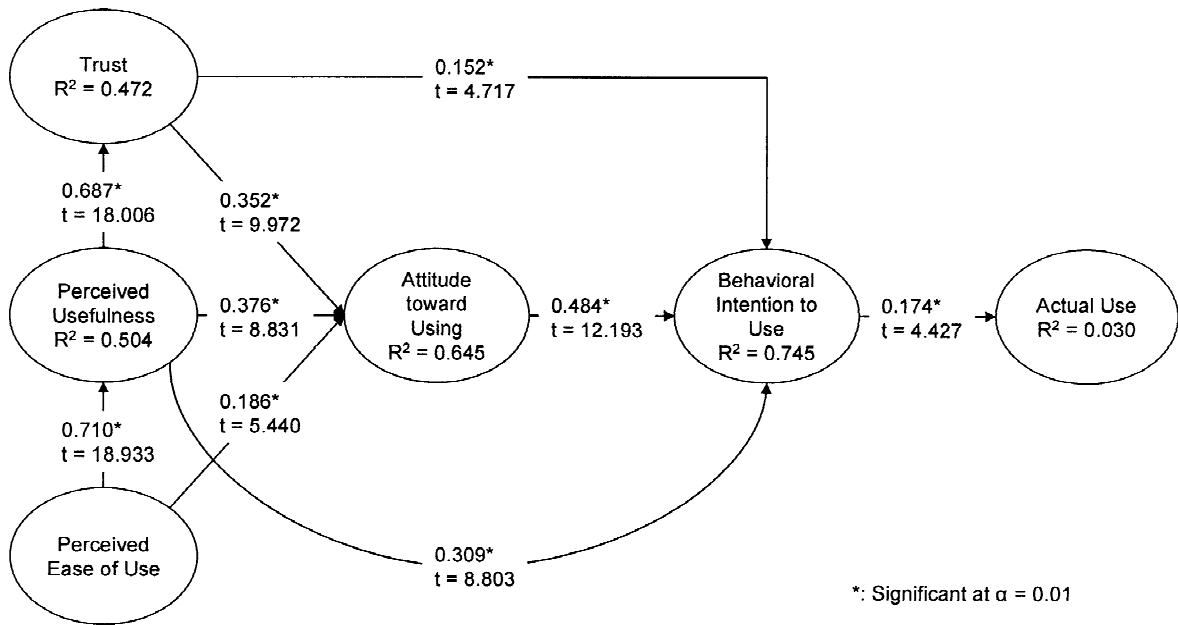 Trust
R² = 0.472
0.152*
t = 4.717
0.687*
t = 18.006
0.352*
t = 9.972
Perceived
Usefulness
R² = 0.504
0.376*
t = 8.831
Attitude
toward
Using
R² = 0.645
0.484*
t = 12.193
Behavioral
Intention to
Use
R² = 0.745
0.174*
t = 4.427
Actual Use
R² = 0.030
0.710*
t = 18.933
0.186*
t = 5.440
Perceived
Ease of Use
0.309*
t = 8.803
*: Significant at α = 0.01